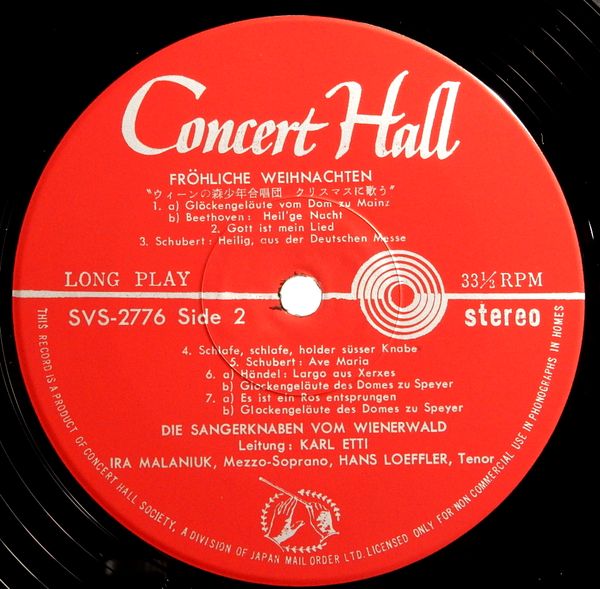 Concert Hall
FRÖHLICHE WEIHNACHTEN
"ウィーンの森少年合唱団 クリスマスに歌う"
1. a) Glöckengeläute vom Dom zu Mainz
b) Beethoven: Heil'ge Nacht
2. Gott ist mein Lied
3. Schubert: Heilig, aus der Deutschen Messe
LONG PLAY
33⅓ RPM
SVS-2776 Side 2
stereo
4. Schlafe, schlafe, holder süsser Knabe
5. Schubert: Ave Maria
6. a) Händel: Largo aus Xerxes
b) Glockengeläute des Domes zu Speyer
7. a) Es ist ein Ros entsprungen
b) Glockengeläute des Domes zu Speyer
DIE SANGERKNABEN VOM WIENERWALD
Leitung: KARL ETTI
IRA MALANIUK, Mezzo-Soprano, HANS LOEFFLER, Tenor
THIS RECORD IS A PRODUCT OF CONCERT HALL SOCIETY, A DIVISION OF JAPAN MAIL ORDER LTD. LICENSED ONLY FOR NON COMMERCIAL USE IN PHONOGRAPHS IN HOMES